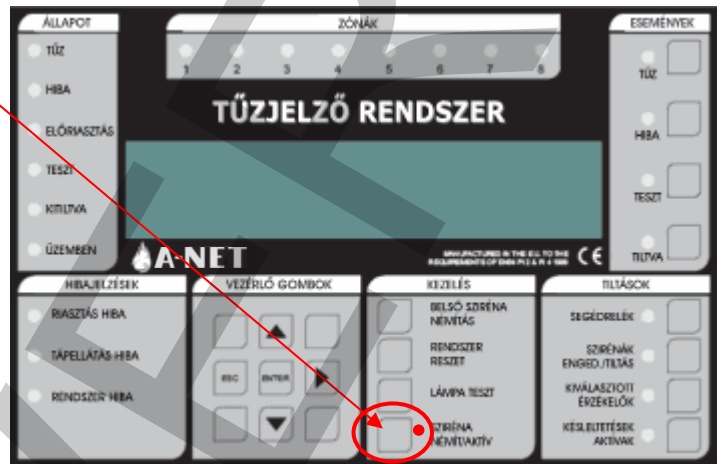 ÁLLAPOT
TŰZ
HIBA
ELŐRIASZTÁS
TESZT
KITILTVA
ÜZEMBEN
ZÓNÁK
1 2 3 4 5 6 7 8
TŰZJELZŐ RENDSZER
A-NET
MANUFACTURED IN THE E.U. TO THE
REQUIREMENTS OF EN54 Pt 2 & Pt 4 1998
CE
ESEMÉNYEK
TŰZ
HIBA
TESZT
TILTVA
HIBAJELZÉSEK
RIASZTÁS HIBA
TÁPELLÁTÁS HIBA
RENDSZER HIBA
VEZÉRLŐ GOMBOK
ESC ENTER
KEZELÉS
BELSŐ SZIRÉNA
NÉMÍTÁS
RENDSZER
RESZET
LÁMPA TESZT
SZIRÉNA
NÉMÍT/AKTÍV
TILTÁSOK
SEGÉDRELÉK
SZIRÉNÁK
ENGED./TILTÁS
KIVÁLASZTOTT
ÉRZÉKELŐK
KÉSLELTETÉSEK
AKTÍVAK